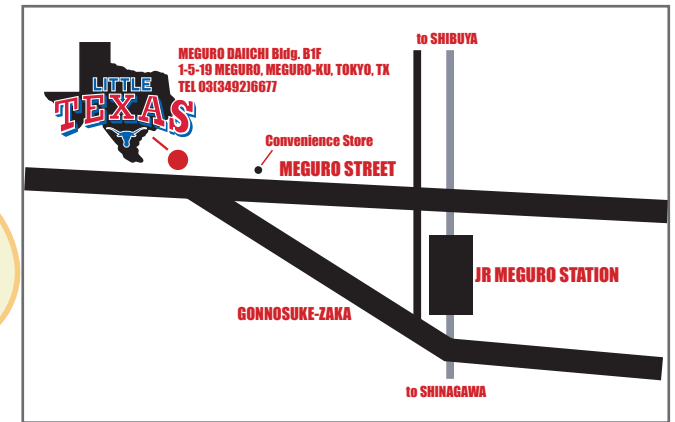 to SHIBUYA
MEGURO DAIICHI Bldg. B1F
1-5-19 MEGURO, MEGURO-KU, TOKYO, TX
TEL 03(3492)6677
LITTLE
TEXAS
Convenience Store
MEGURO STREET
JR MEGURO STATION
GONNOSUKE-ZAKA
to SHINAGAWA